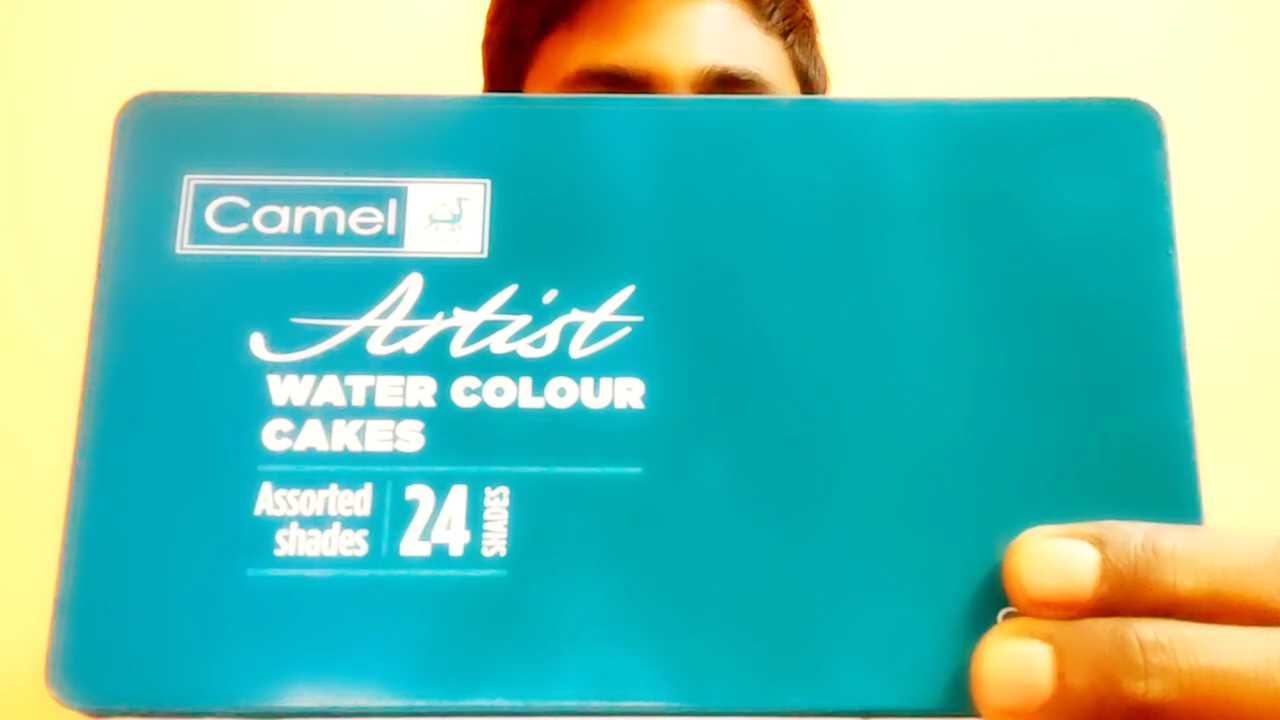 Camel
Artist
WATER COLOUR
CAKES
Assorted
shades
24
SHADES